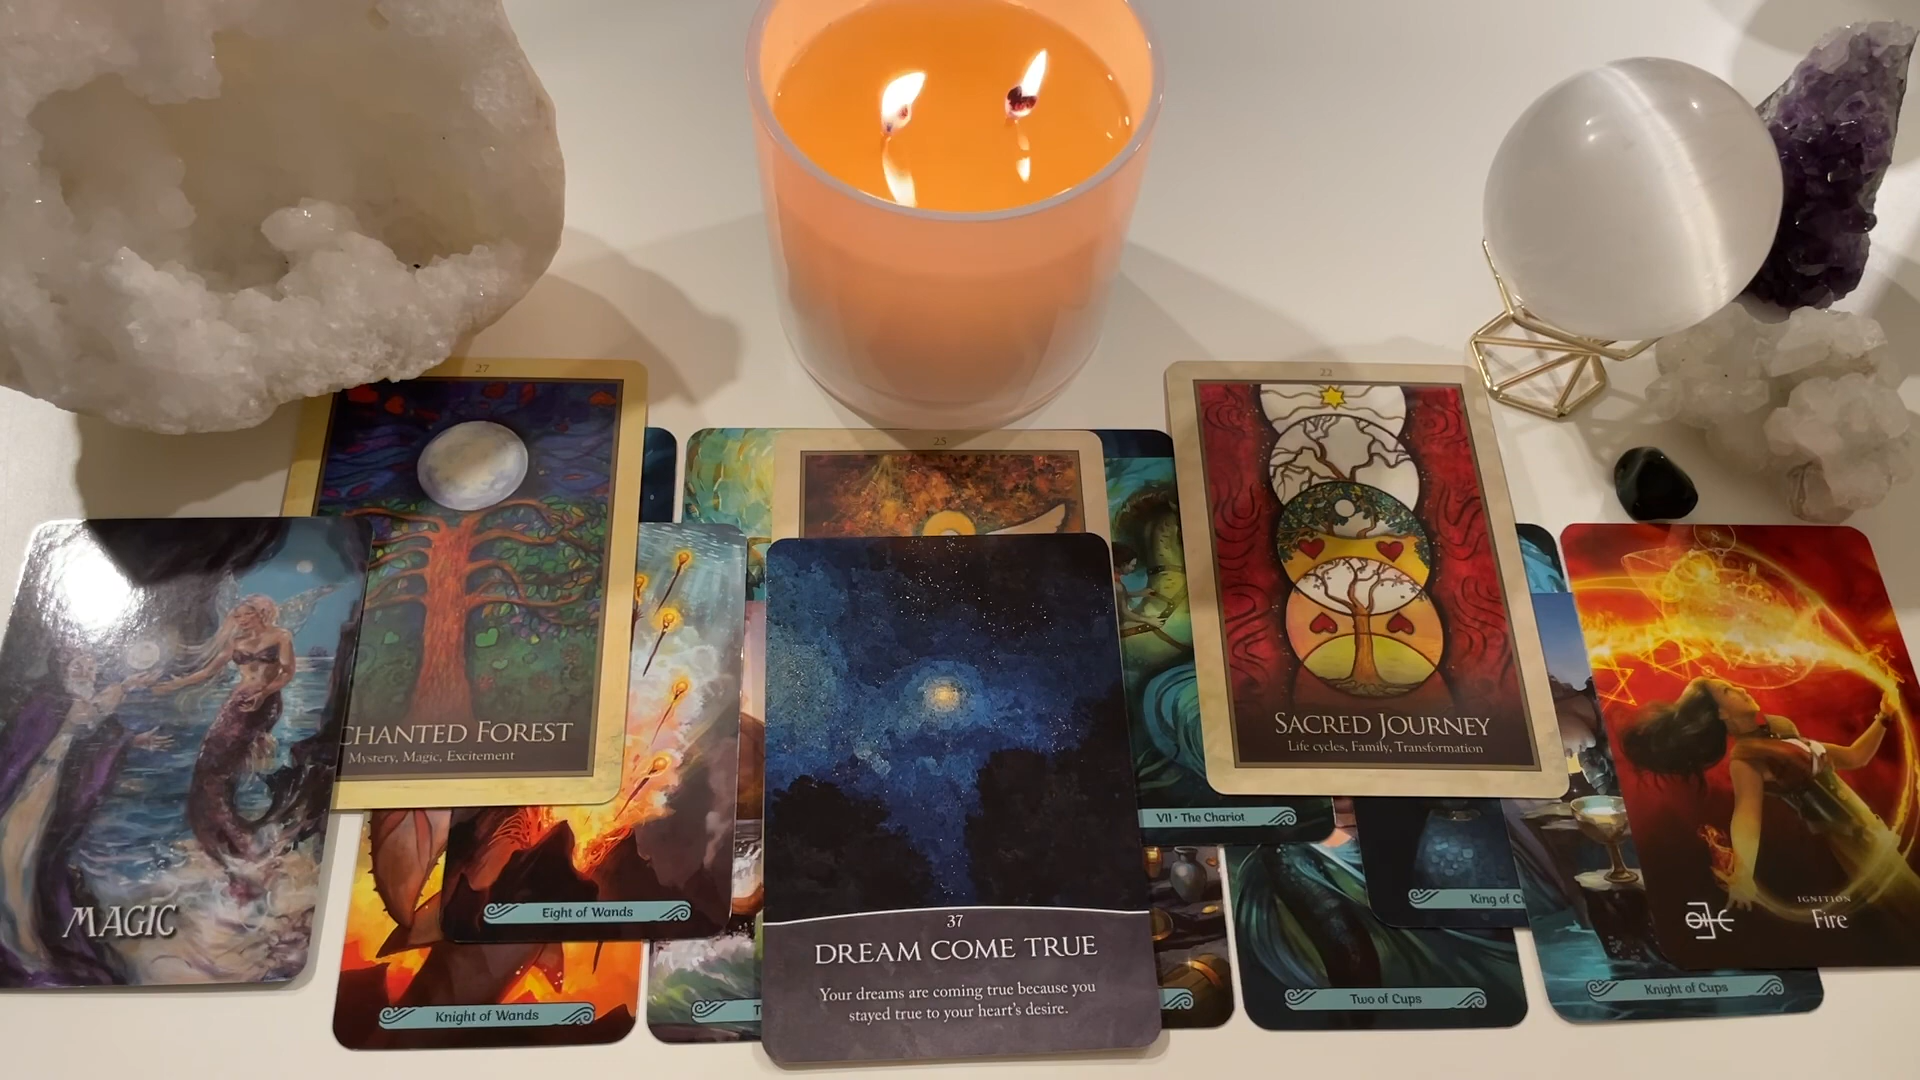 27
CHANTED FOREST
Mystery, Magic, Excitement
25
22
SACRED JOURNEY
Life cycles, Family, Transformation
MAGIC
Eight of Wands
Knight of Wands
T
37
DREAM COME TRUE
Your dreams are coming true because you
stayed true to your heart's desire.
VII • The Chariot
Two of Cups
King of Cu
Knight of Cups
8
IGNITION
Fire